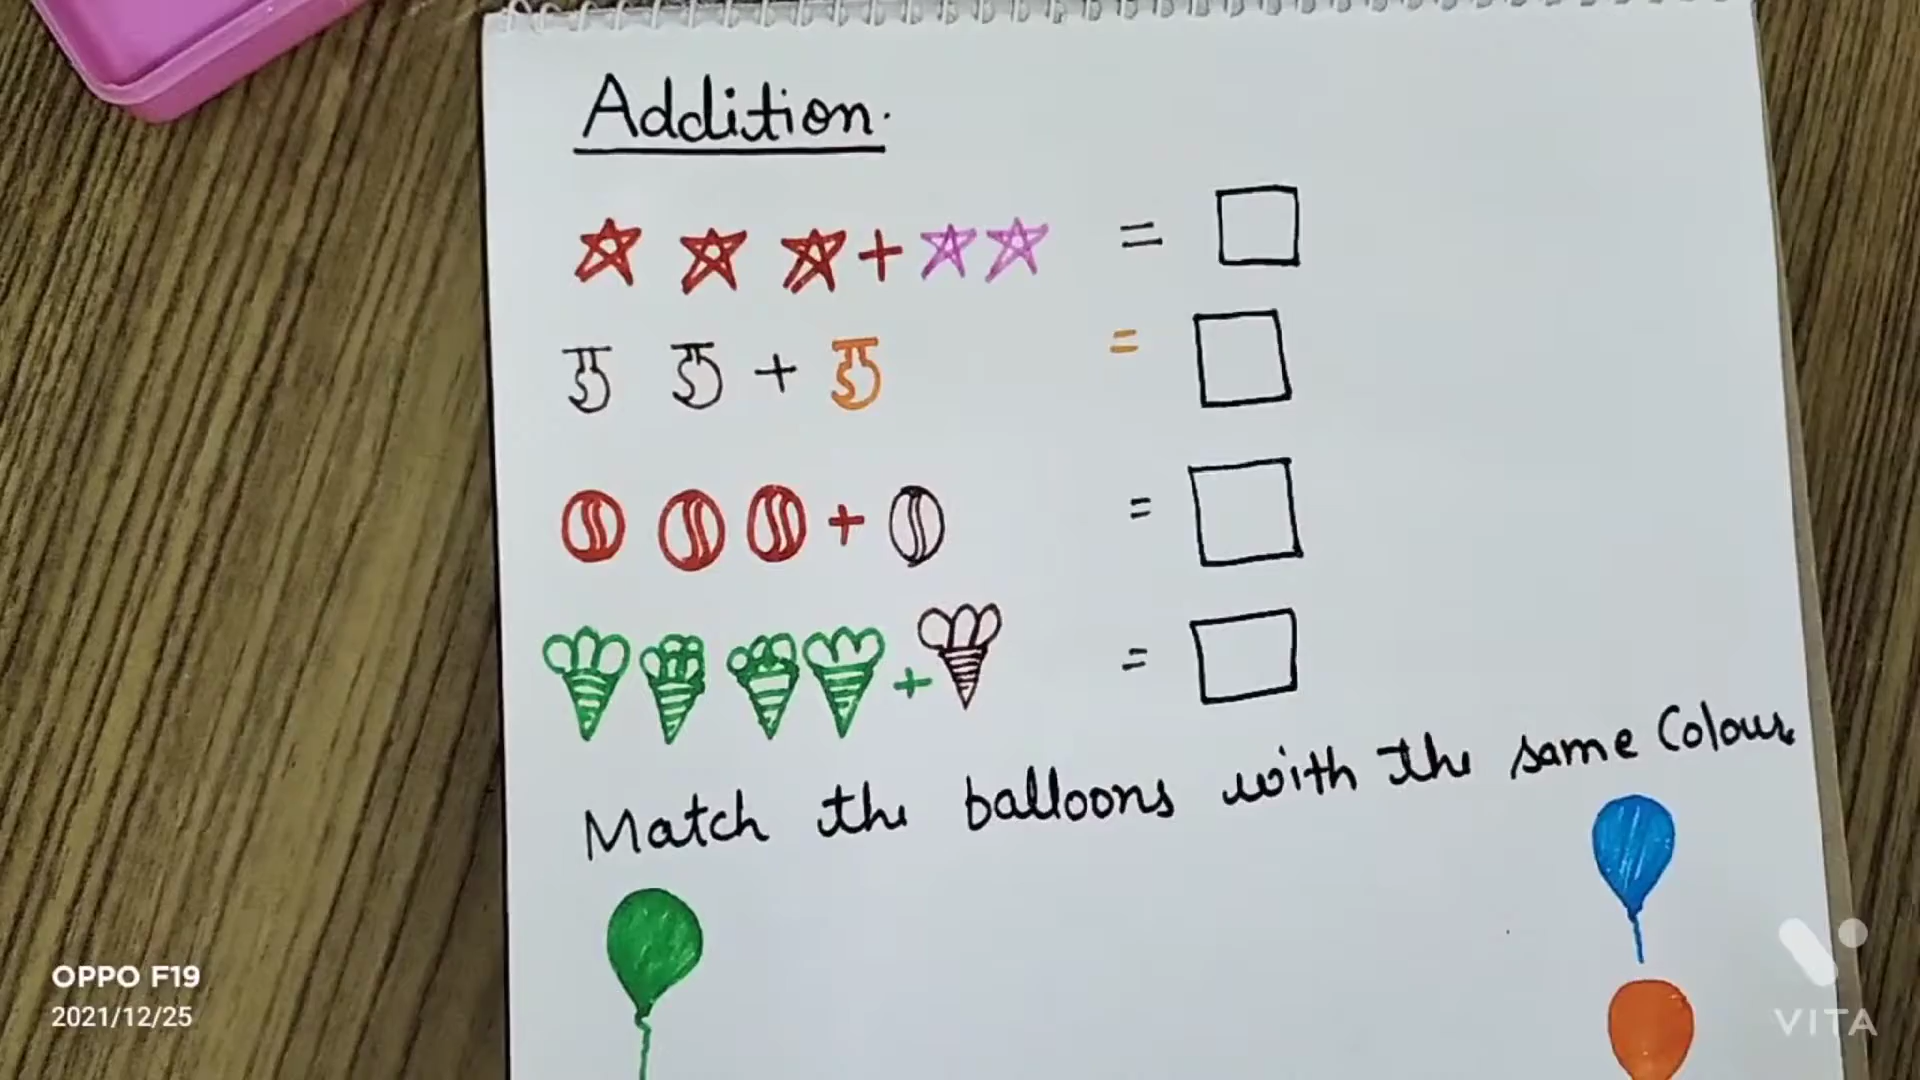 Addition.
+ =
+ =
+ =
+ =
Match the balloons with the same Colour.
OPPO F19
2021/12/25
VITA